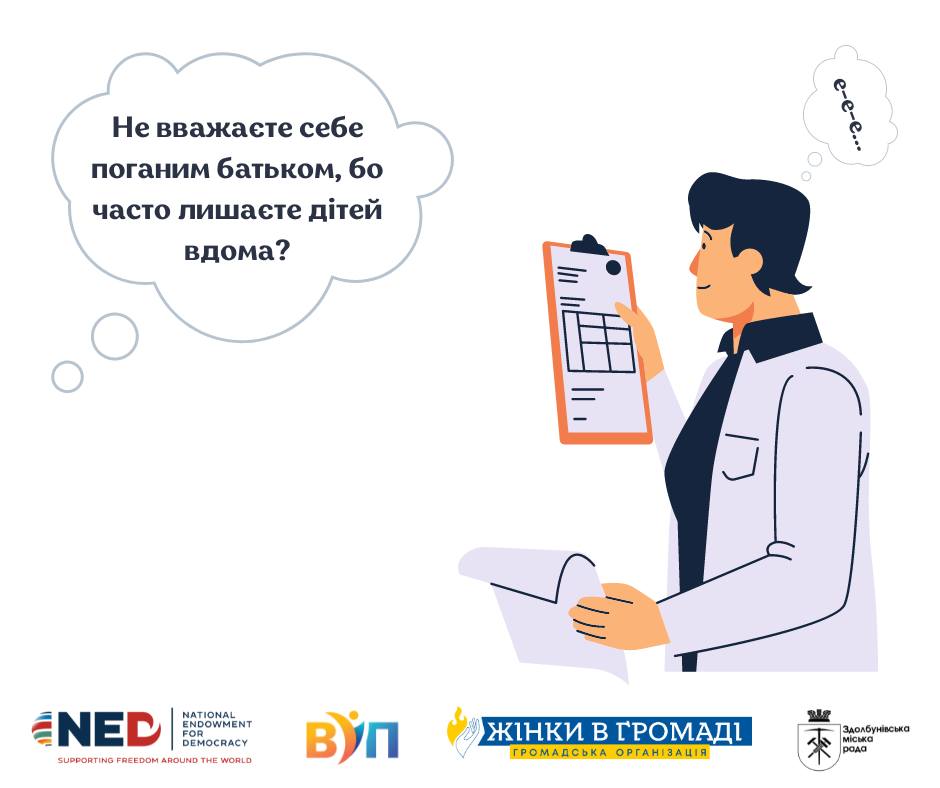 Не вважаєте себе
поганим батьком, бо
часто лишаєте дітей
вдома?
е-е-е...
NED
NATIONAL
ENDOWMENT
FOR
DEMOCRACY
SUPPORTING FREEDOM AROUND THE WORLD
ВУП
ЖІНКИ В ГРОМАДІ
ГРОМАДСЬКА ОРГАНІЗАЦІЯ
Здолбунівська
міська
рада